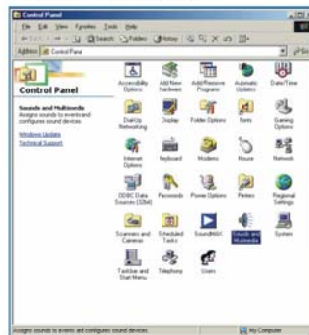 Control Panel
File Edit View Favorites Tools Help
Back Search Folders History
Address Control Panel Go
Control Panel
Sounds and Multimedia
Assigns sounds to events and
configures sound devices.
Windows Update
Technical Support
Accessibility Options
Add New Hardware
Add/Remove Programs
Automatic Updates
Date/Time
Dial-Up Networking
Display
Folder Options
Fonts
Gaming Options
Internet Options
Keyboard
Modems
Mouse
Network
ODBC Data Sources (32bit)
Passwords
Power Options
Printers
Regional Settings
Scanners and Cameras
Scheduled Tasks
SoundMAX
Sounds and Multimedia
System
Taskbar and Start Menu
Telephony
Users
Assigns sounds to events and configures sound devices.
My Computer